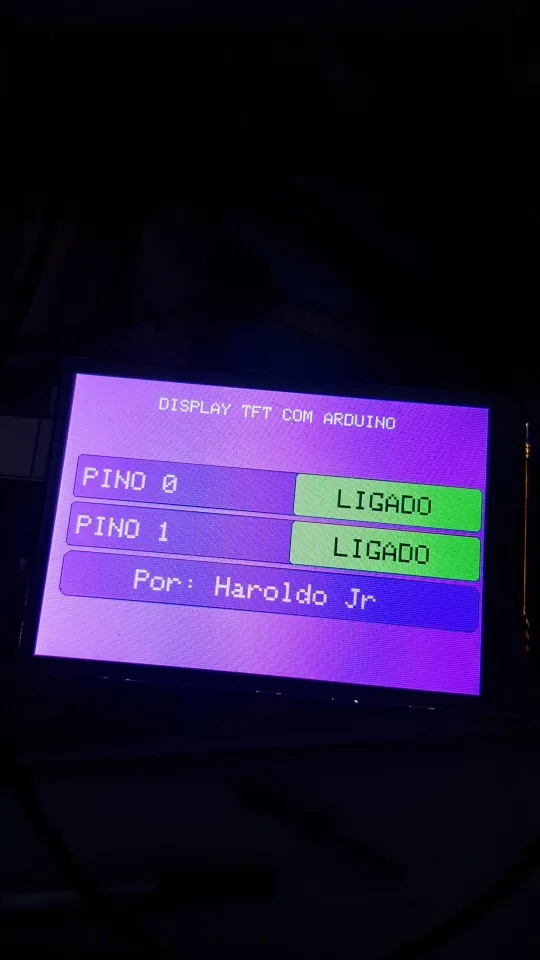 DISPLAY TFT COM ARDUINO
PINO 0 LIGADO
PINO 1 LIGADO
Por: Haroldo Jr